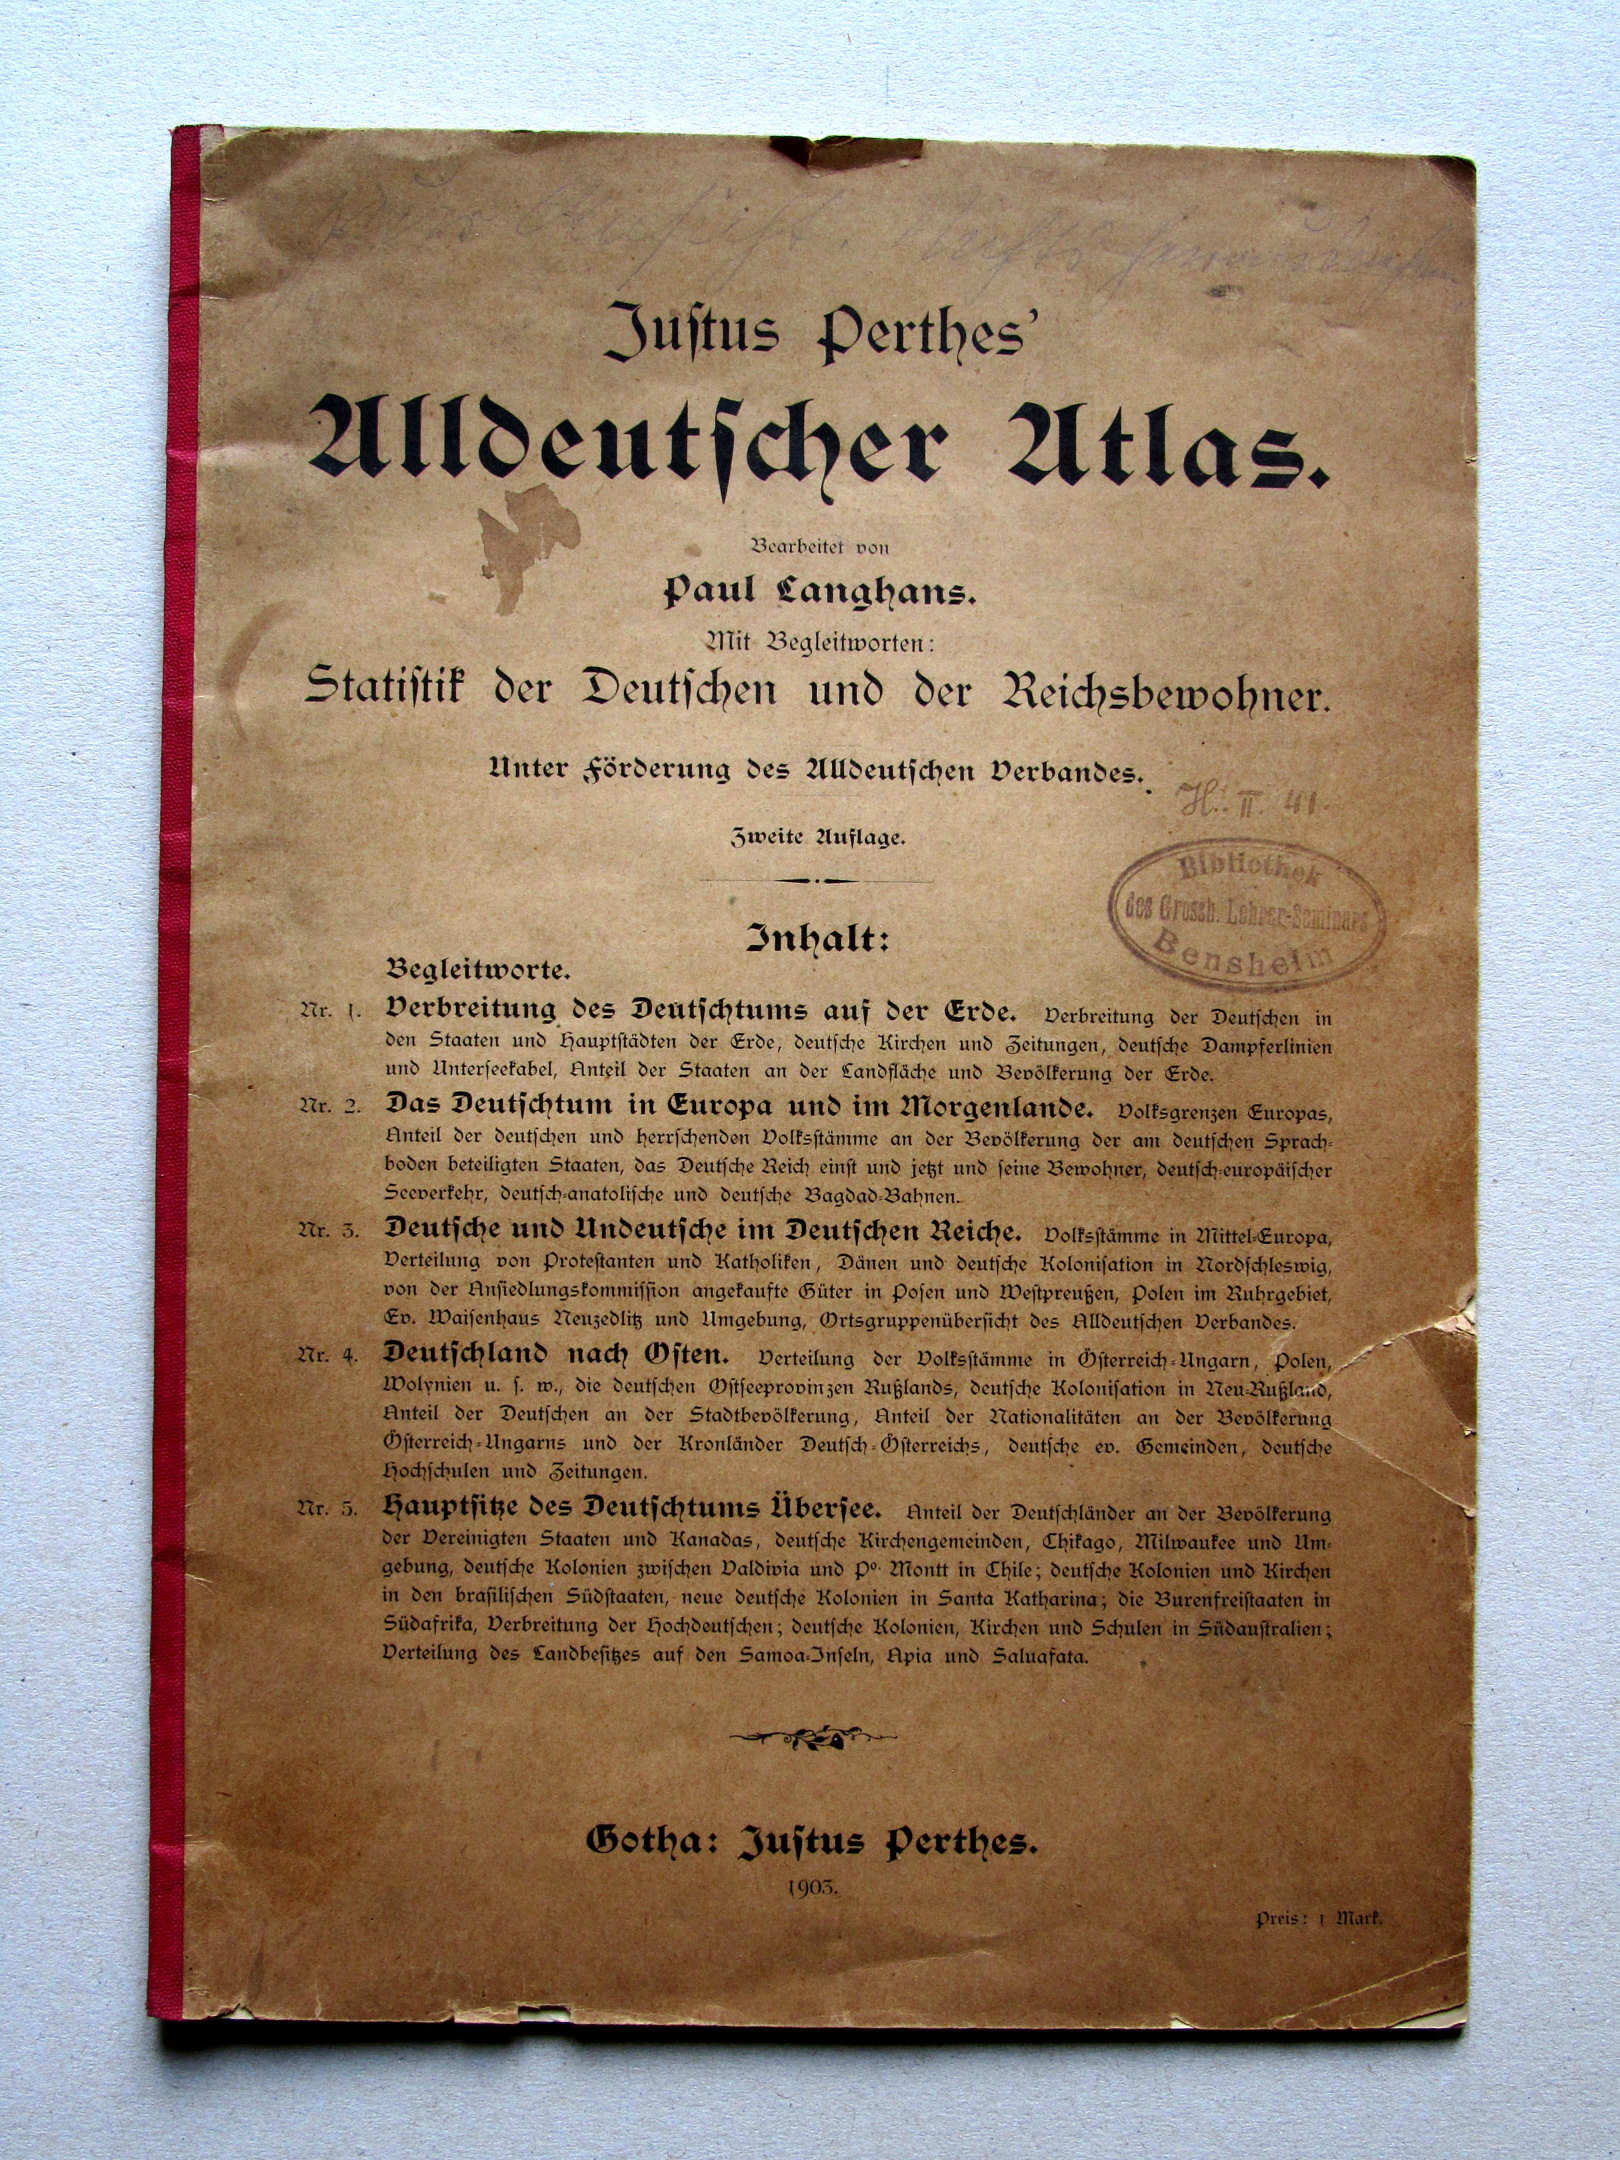 Justus Perthes'
Alldeutscher Atlas.
Bearbeitet von
Paul Langhans.
Mit Begleitworten:
Statistik der Deutschen und der Reichsbewohner.
Unter Förderung des Alldeutschen Verbandes.
H. II. 41.
Zweite Auflage.
Bibliothek
des Grossh. Lehrer-Seminars
Bensheim
Inhalt:
Begleitworte.
Nr. 1. Verbreitung des Deutschtums auf der Erde. Verbreitung der Deutschen in
den Staaten und Hauptstädten der Erde, deutsche Kirchen und Zeitungen, deutsche Dampferlinien
und Unterseekabel, Anteil der Staaten an der Landfläche und Bevölkerung der Erde.
Nr. 2. Das Deutschtum in Europa und im Morgenlande. Volksgrenzen Europas,
Anteil der deutschen und herrschenden Volksstämme an der Bevölkerung der am deutschen Sprach-
boden beteiligten Staaten, das Deutsche Reich einst und jetzt und seine Bewohner, deutsch-europäischer
Seeverkehr, deutsch-anatolische und deutsche Bagdad-Bahnen.
Nr. 3. Deutsche und Undeutsche im Deutschen Reiche. Volksstämme in Mittel-Europa,
Verteilung von Protestanten und Katholiken, Dänen und deutsche Kolonisation in Nordschleswig,
von der Ansiedlungskommission angekaufte Güter in Posen und Westpreußen, Polen im Ruhrgebiet,
Ev. Waisenhaus Neuzedlitz und Umgebung, Ortsgruppenübersicht des Alldeutschen Verbandes.
Nr. 4. Deutschland nach Osten. Verteilung der Volksstämme in Österreich-Ungarn, Polen,
Wolynien u. s. w., die deutschen Ostseeprovinzen Rußlands, deutsche Kolonisation in Neu-Rußland,
Anteil der Deutschen an der Stadtbevölkerung, Anteil der Nationalitäten an der Bevölkerung
Österreich-Ungarns und der Kronländer Deutsch-Österreichs, deutsche ev. Gemeinden, deutsche
Hochschulen und Zeitungen.
Nr. 5. Hauptsitze des Deutschtums Übersee. Anteil der Deutschländer an der Bevölkerung
der Vereinigten Staaten und Kanadas, deutsche Kirchengemeinden, Chikago, Milwaukee und Um-
gebung, deutsche Kolonien zwischen Valdivia und Po. Montt in Chile; deutsche Kolonien und Kirchen
in den brasilischen Südstaaten, neue deutsche Kolonien in Santa Katharina; die Burenfreistaaten in
Südafrika, Verbreitung der Hochdeutschen; deutsche Kolonien, Kirchen und Schulen in Südaustralien;
Verteilung des Landbesitzes auf den Samoa-Inseln, Apia und Saluafata.
Gotha: Justus Perthes.
1903.
Preis: 1 Mark.